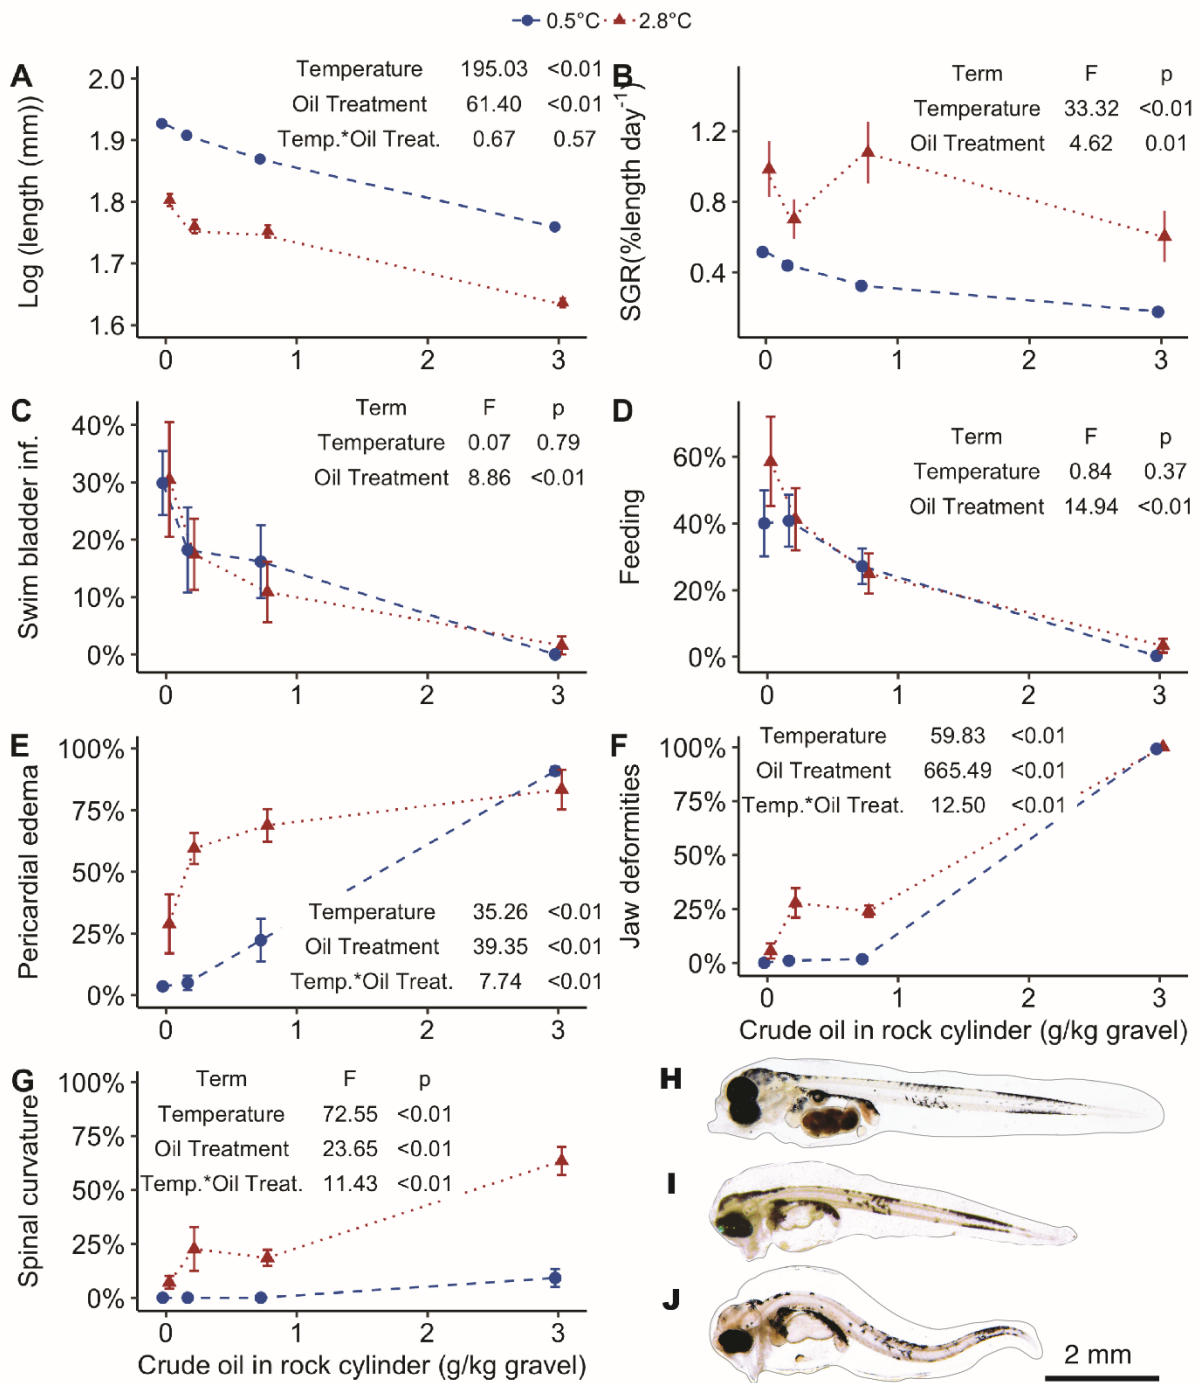 0.5°C 2.8°C
A
Temperature 195.03 <0.01
Oil Treatment 61.40 <0.01
Temp.*Oil Treat. 0.67 0.57
Log (length (mm))
2.0
1.9
1.8
1.7
1.6
0 1 2 3
B
Term F p
Temperature 33.32 <0.01
Oil Treatment 4.62 0.01
SGR(%length day⁻¹)
1.2
0.8
0.4
0 1 2 3
C
Term F p
Temperature 0.07 0.79
Oil Treatment 8.86 <0.01
Swim bladder inf.
40%
30%
20%
10%
0%
0 1 2 3
D
Term F p
Temperature 0.84 0.37
Oil Treatment 14.94 <0.01
Feeding
60%
40%
20%
0%
0 1 2 3
E
Pericardial edema
100%
75%
50%
25%
0%
Temperature 35.26 <0.01
Oil Treatment 39.35 <0.01
Temp.*Oil Treat. 7.74 <0.01
0 1 2 3
F
Temperature 59.83 <0.01
Oil Treatment 665.49 <0.01
Temp.*Oil Treat. 12.50 <0.01
Jaw deformities
100%
75%
50%
25%
0%
0 1 2 3
Crude oil in rock cylinder (g/kg gravel)
G
Term F p
Temperature 72.55 <0.01
Oil Treatment 23.65 <0.01
Temp.*Oil Treat. 11.43 <0.01
Spinal curvature
100%
75%
50%
25%
0%
0 1 2 3
Crude oil in rock cylinder (g/kg gravel)
H
I
J
2 mm